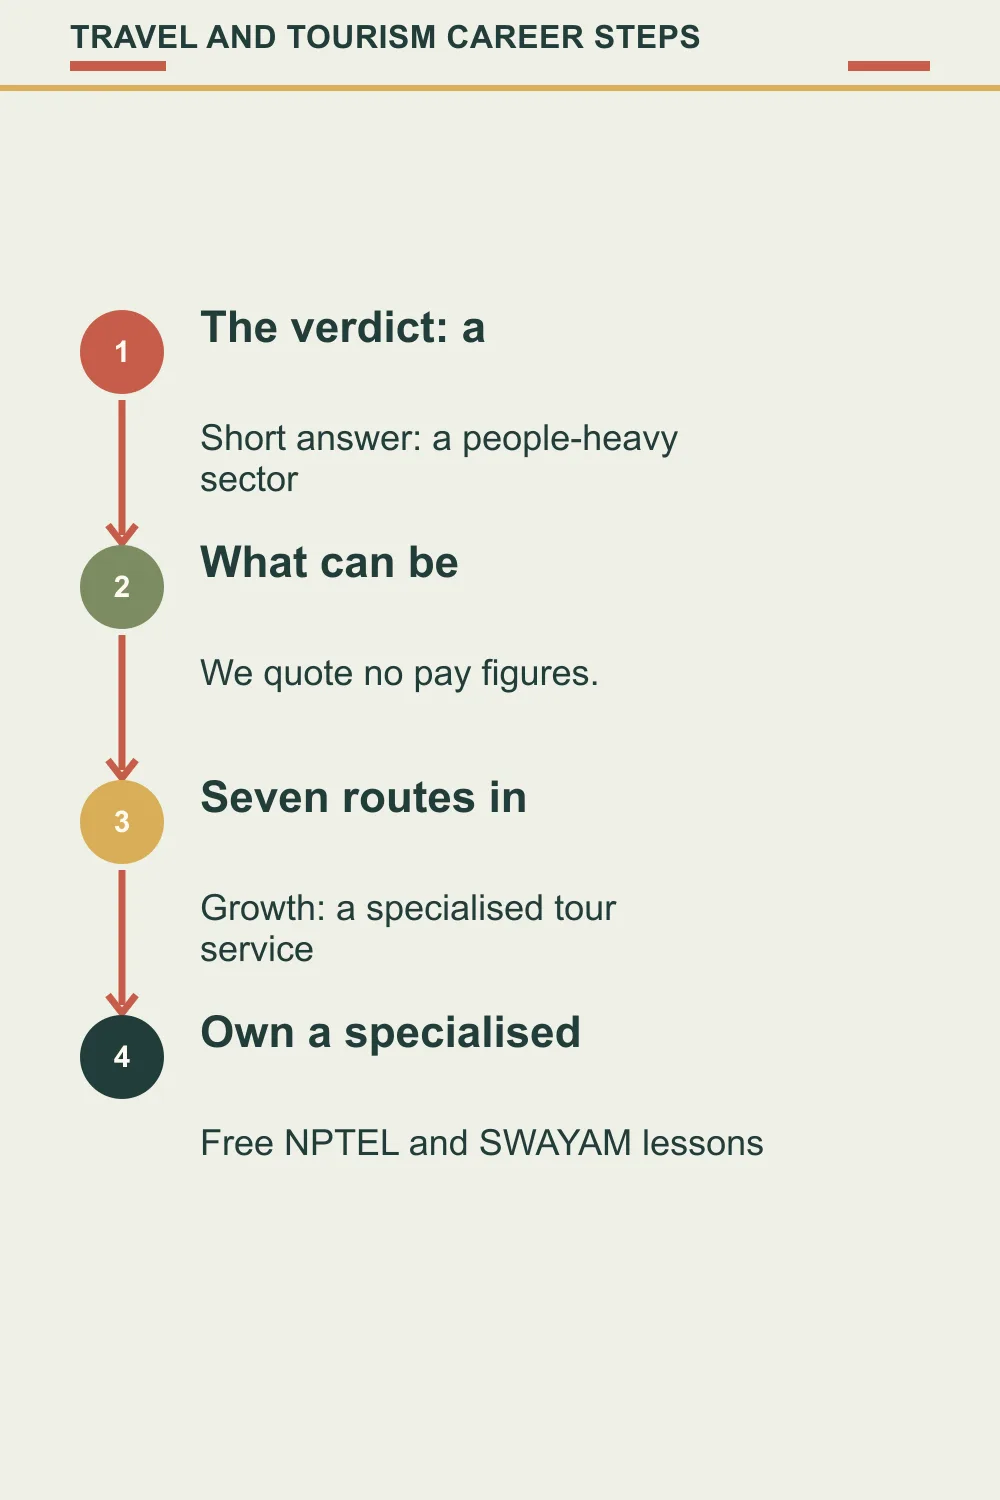 TRAVEL AND TOURISM CAREER STEPS
1
The verdict: a
Short answer: a people-heavy
sector
2
What can be
We quote no pay figures.
3
Seven routes in
Growth: a specialised tour
service
4
Own a specialised
Free NPTEL and SWAYAM lessons